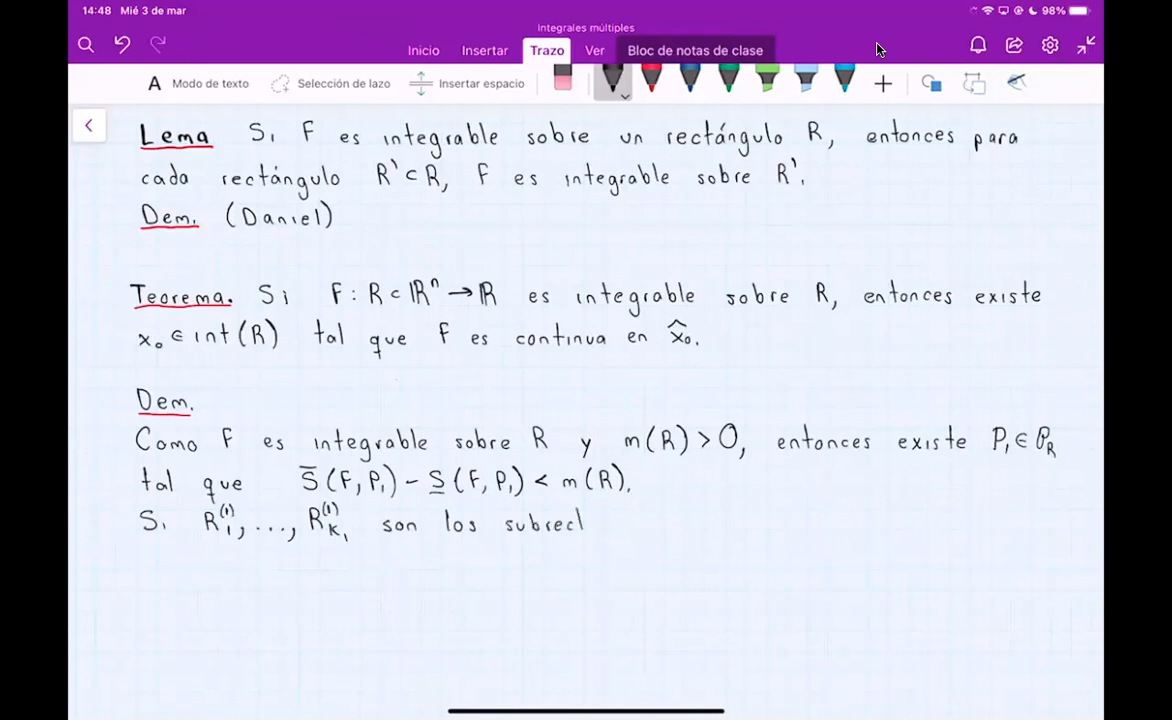 14:48 Mié 3 de mar
98%
Integrales múltiples
Inicio Insertar Trazo Ver Bloc de notas de clase
Modo de texto Selección de lazo Insertar espacio
Lema Si F es integrable sobre un rectángulo R, entonces para
cada rectángulo R' ⊂ R, F es integrable sobre R'.
Dem. (Daniel)
Teorema. Si F: R ⊂ ℝⁿ → ℝ es integrable sobre R, entonces existe
x₀ ∈ int(R) tal que F es continua en x̂₀.
Dem.
Como F es integrable sobre R y m(R) > 0, entonces existe P₁ ∈ 𝒫_R
tal que S̅(F, P₁) - S̲(F, P₁) < m(R).
Si R₁⁽¹⁾, ..., R_{K₁}⁽¹⁾ son los subrecl